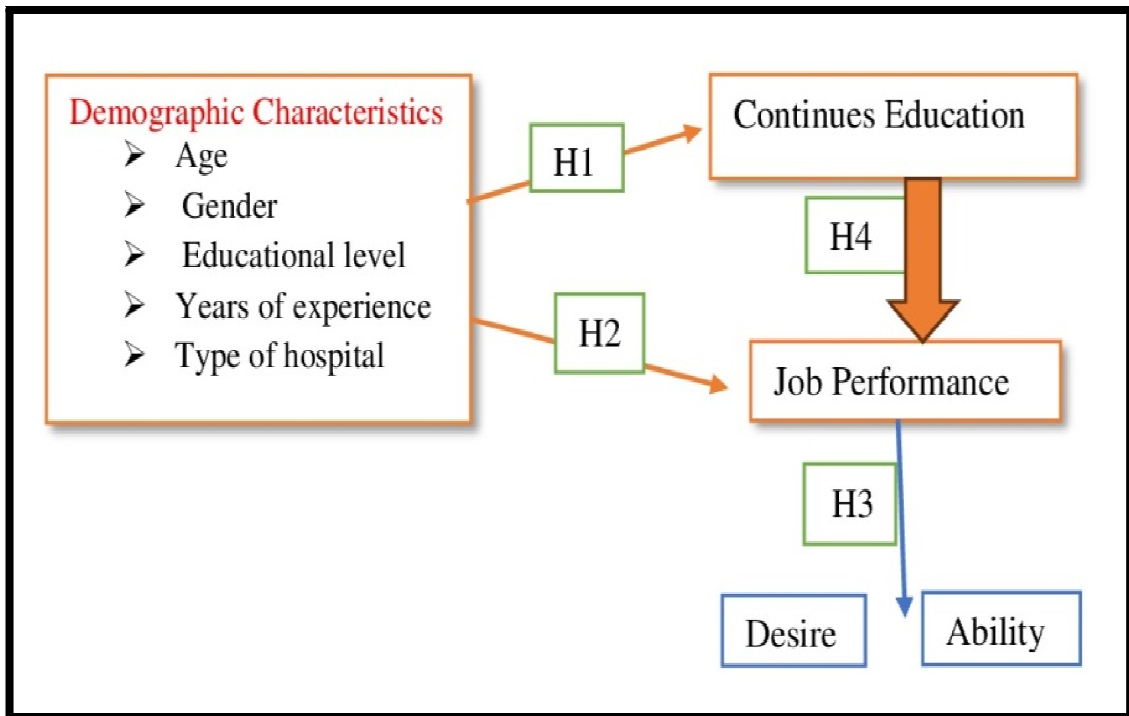 Demographic Characteristics
➢ Age
➢ Gender
➢ Educational level
➢ Years of experience
➢ Type of hospital
H1
Continues Education
H4
H2
Job Performance
H3
Desire
Ability